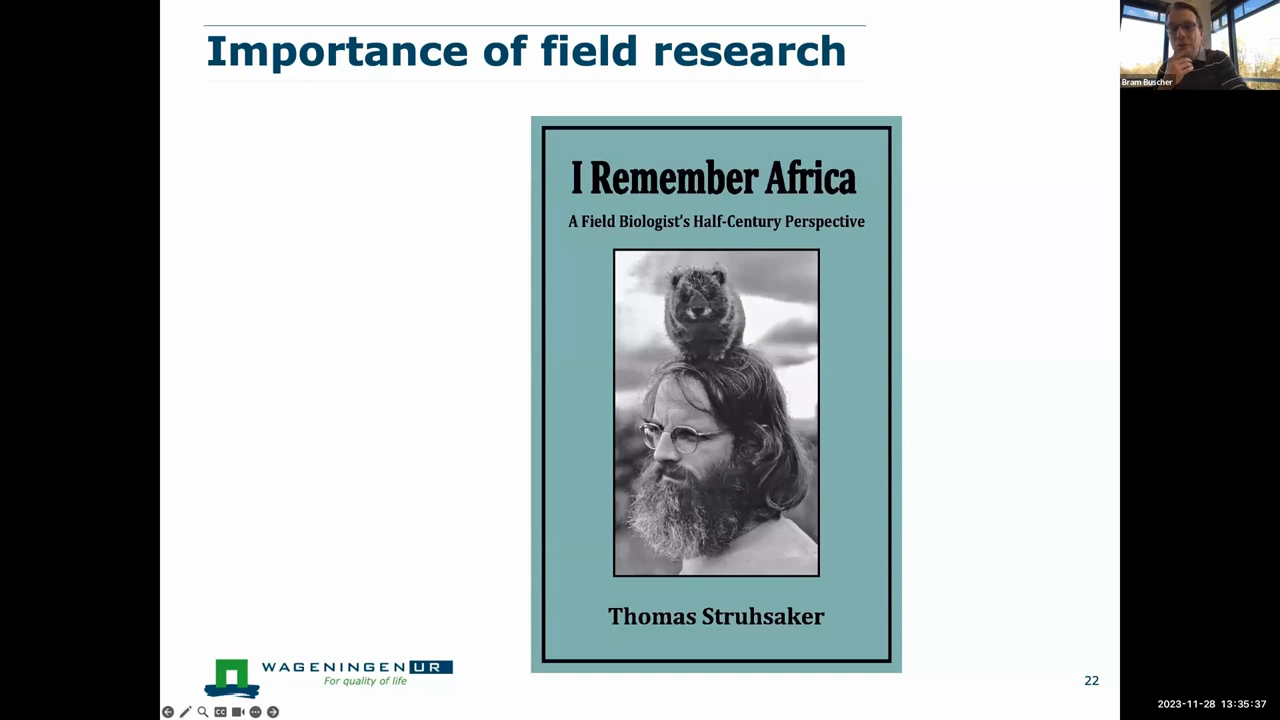 Importance of field research
Bram Buscher
I Remember Africa
A Field Biologist's Half-Century Perspective
Thomas Struhsaker
WAGENINGEN UR
For quality of life
22
CC
2023-11-28 13:35:37